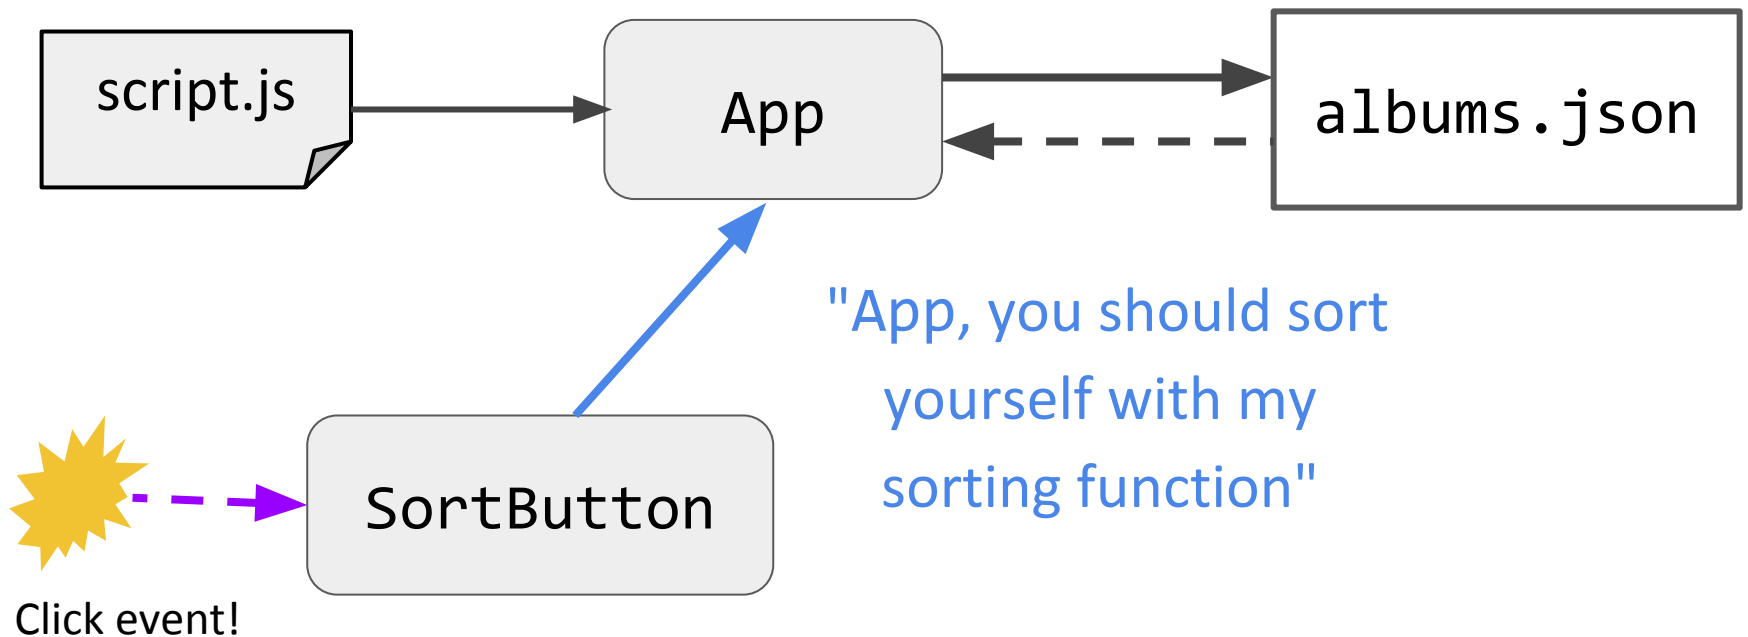 script.js
App
albums.json
"App, you should sort
yourself with my
sorting function"
SortButton
Click event!